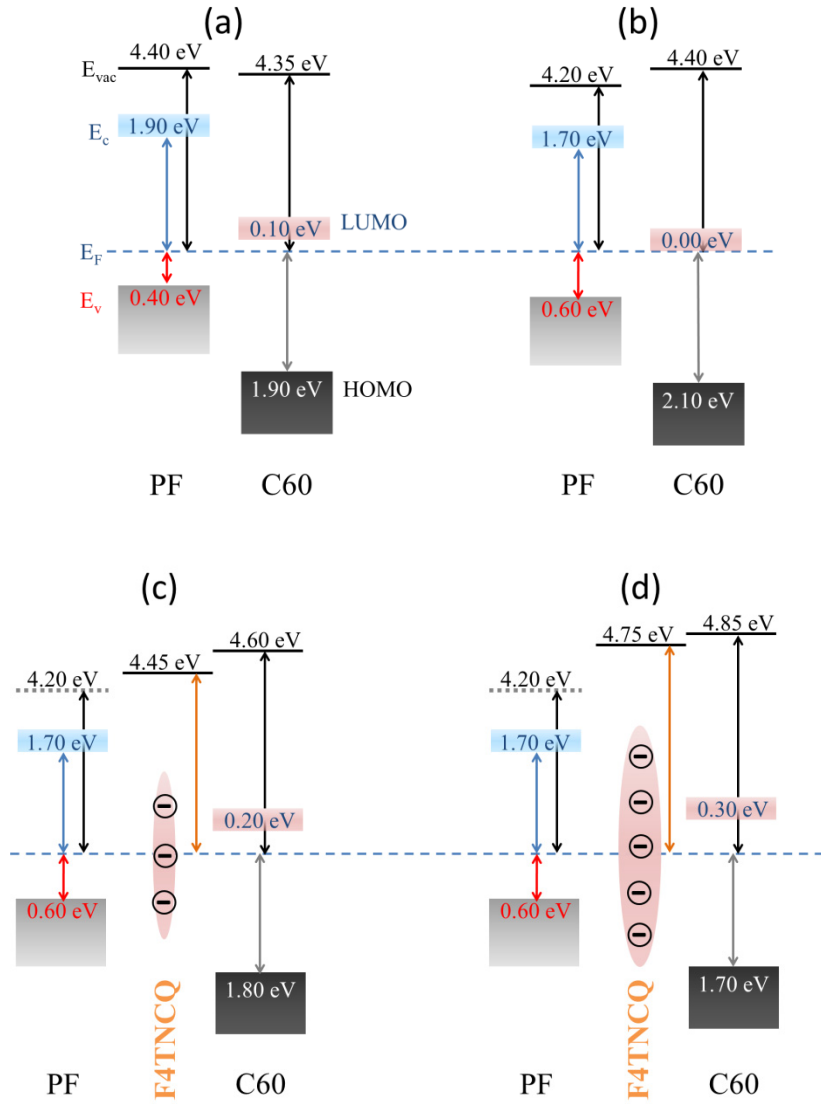 (a)
(b)
4.40 eV
4.35 eV
4.20 eV
4.40 eV
Evac
Ec
1.90 eV
1.70 eV
0.10 eV
LUMO
0.00 eV
EF
Ev
0.40 eV
0.60 eV
1.90 eV
HOMO
2.10 eV
PF
C60
PF
C60
(c)
(d)
4.20 eV
4.45 eV
4.60 eV
4.20 eV
4.75 eV
4.85 eV
1.70 eV
1.70 eV
0.20 eV
0.30 eV
0.60 eV
0.60 eV
1.80 eV
1.70 eV
PF
F4TNCQ
C60
PF
F4TNCQ
C60